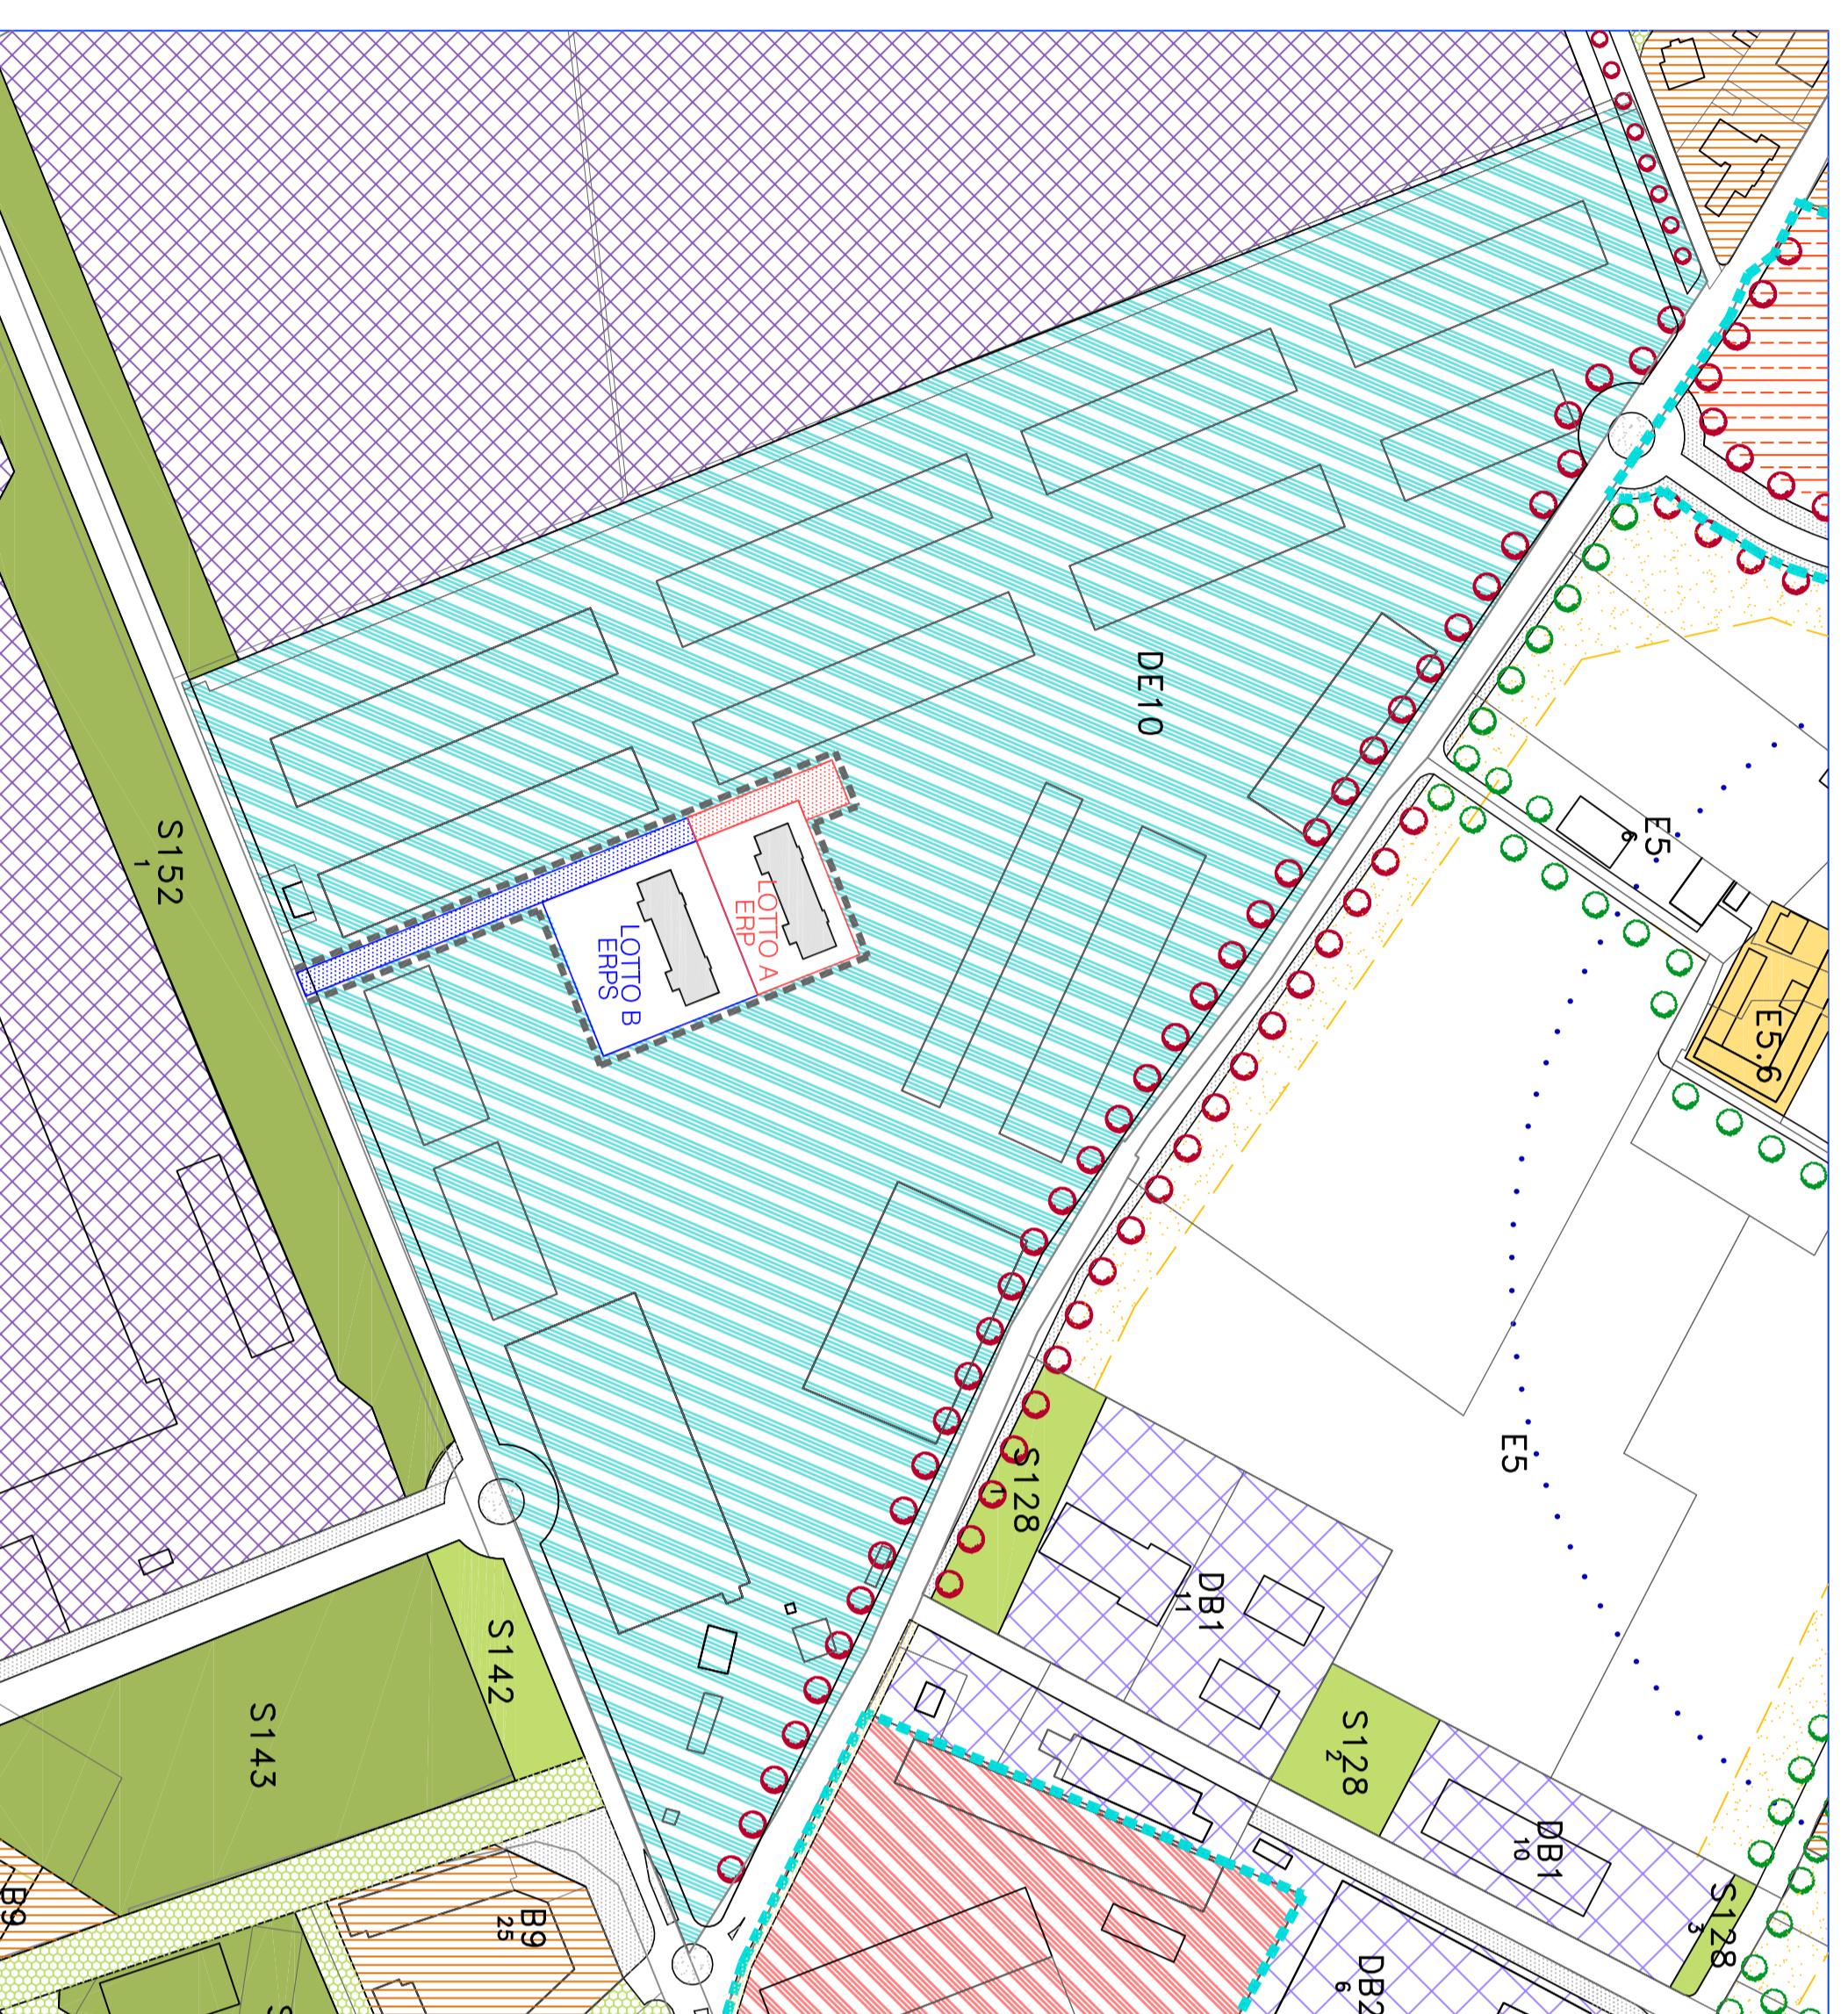 DE10
E5
6
E5.6
S152
1
LOTTO A
ERP
LOTTO B
ERPS
E5
S128
1
DB1
11
S142
S143
S128
2
DB1
10
S128
3
B9
B9
25
DB2
6